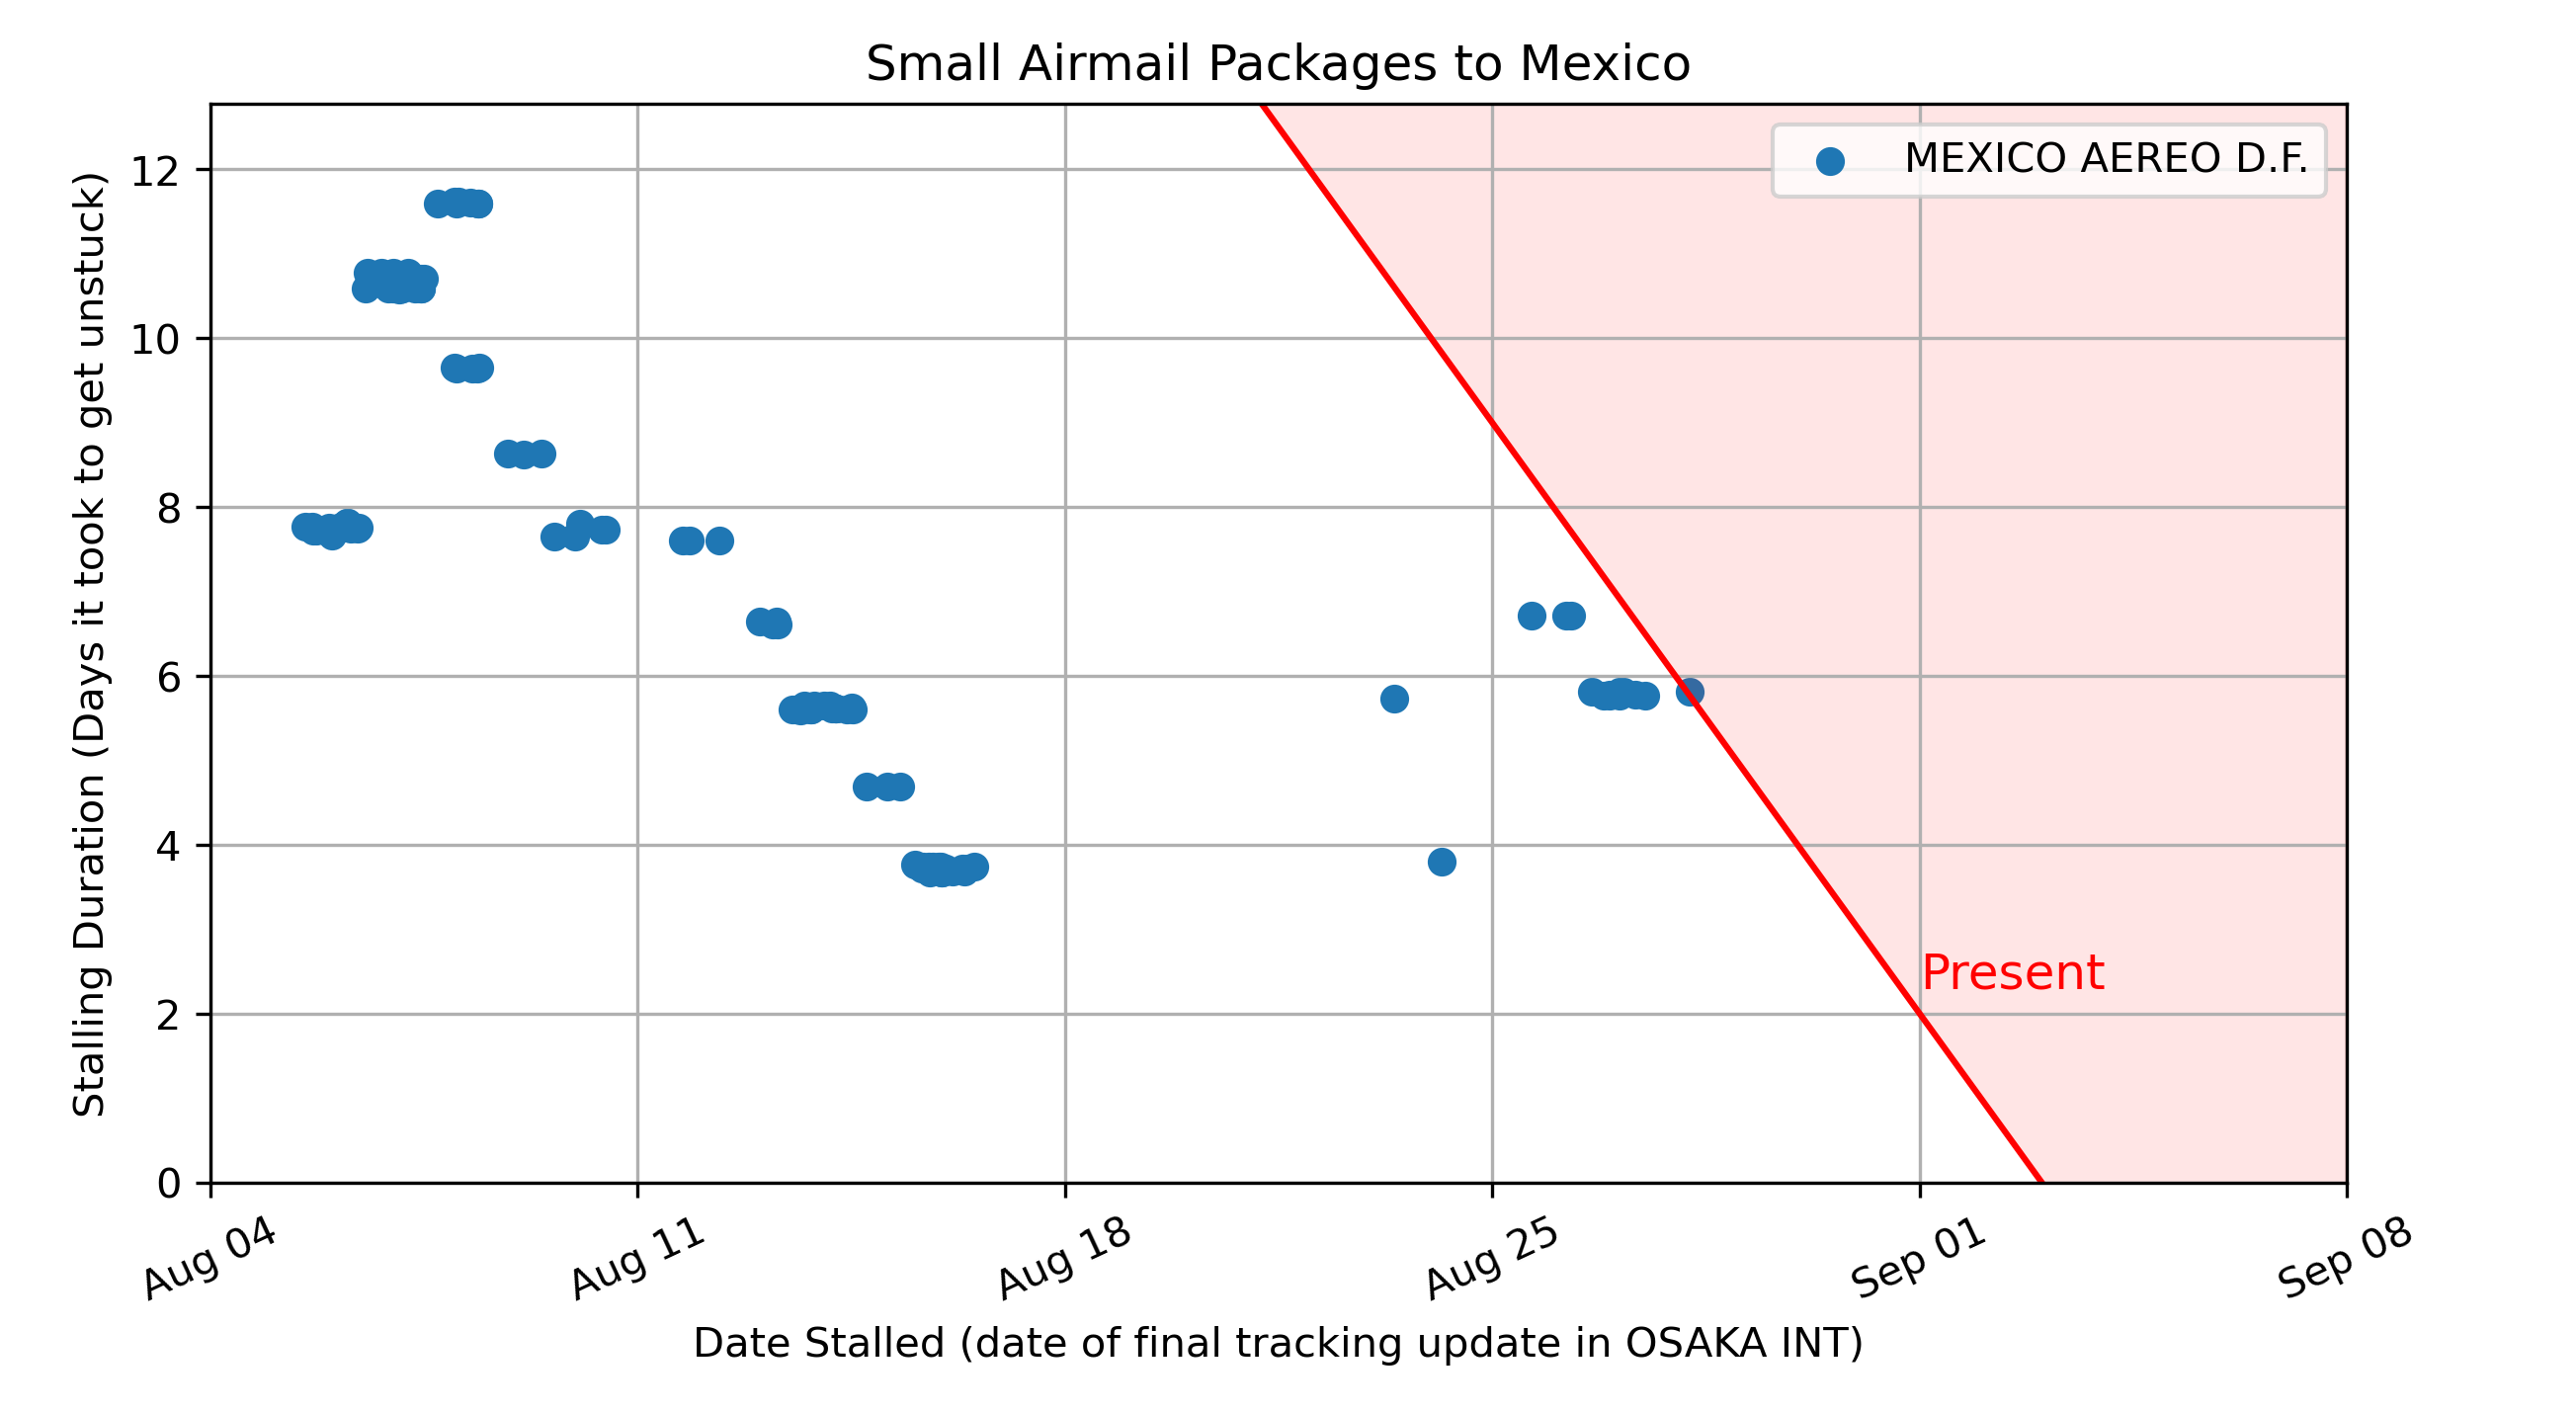 Small Airmail Packages to Mexico
MEXICO AEREO D.F.
Stalling Duration (Days it took to get unstuck)
12
10
8
6
4
2
0
Present
Aug 04
Aug 11
Aug 18
Aug 25
Sep 01
Sep 08
Date Stalled (date of final tracking update in OSAKA INT)